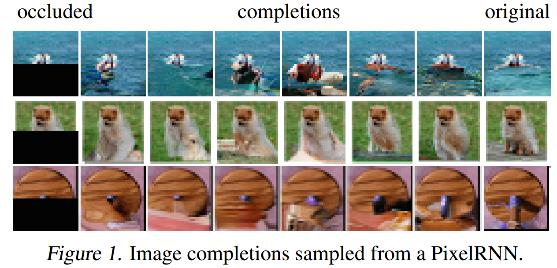 occluded completions original
Figure 1. Image completions sampled from a PixelRNN.